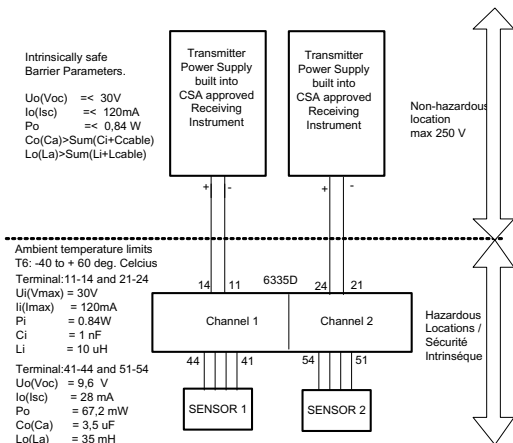 Intrinsically safe
Barrier Parameters.
Uo(Voc) =< 30V
Io(Isc) =< 120mA
Po =< 0,84 W
Co(Ca)>Sum(Ci+Ccable)
Lo(La)>Sum(Li+Lcable)
Transmitter
Power Supply
built into
CSA approved
Receiving
Instrument
Transmitter
Power Supply
built into
CSA approved
Receiving
Instrument
Non-hazardous
location
max 250 V
+ -
+ -
Ambient temperature limits
T6: -40 to + 60 deg. Celcius
Terminal:11-14 and 21-24
Ui(Vmax) = 30V
Ii(Imax) = 120mA
Pi = 0.84W
Ci = 1 nF
Li = 10 uH
14 11 6335D 24 21
Channel 1
Channel 2
Hazardous
Locations /
Sécurité
Intrinséque
44 41 54 51
Terminal:41-44 and 51-54
Uo(Voc) = 9,6 V
Io(Isc) = 28 mA
Po = 67,2 mW
Co(Ca) = 3,5 uF
Lo(La) = 35 mH
SENSOR 1
SENSOR 2